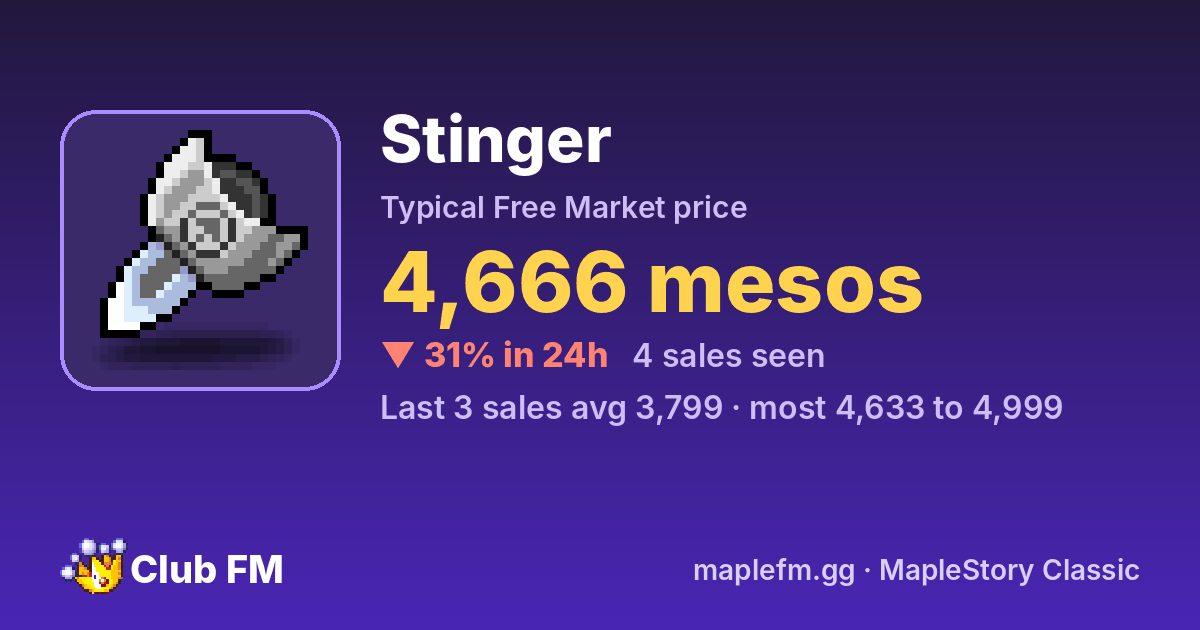 Stinger
Typical Free Market price
4,666 mesos
▼ 31% in 24h 4 sales seen
Last 3 sales avg 3,799 · most 4,633 to 4,999
Club FM
maplefm.gg · MapleStory Classic